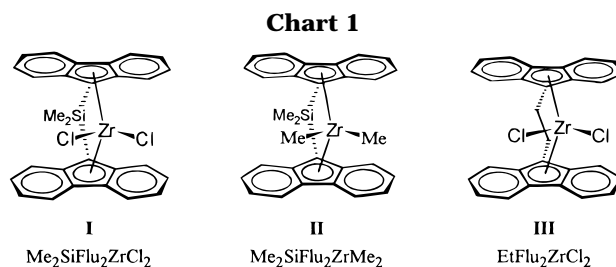 Chart 1
Me₂Si Zr Cl Cl
Me₂Si Zr Me Me
Cl Zr Cl
I II III
Me₂SiFlu₂ZrCl₂ Me₂SiFlu₂ZrMe₂ EtFlu₂ZrCl₂